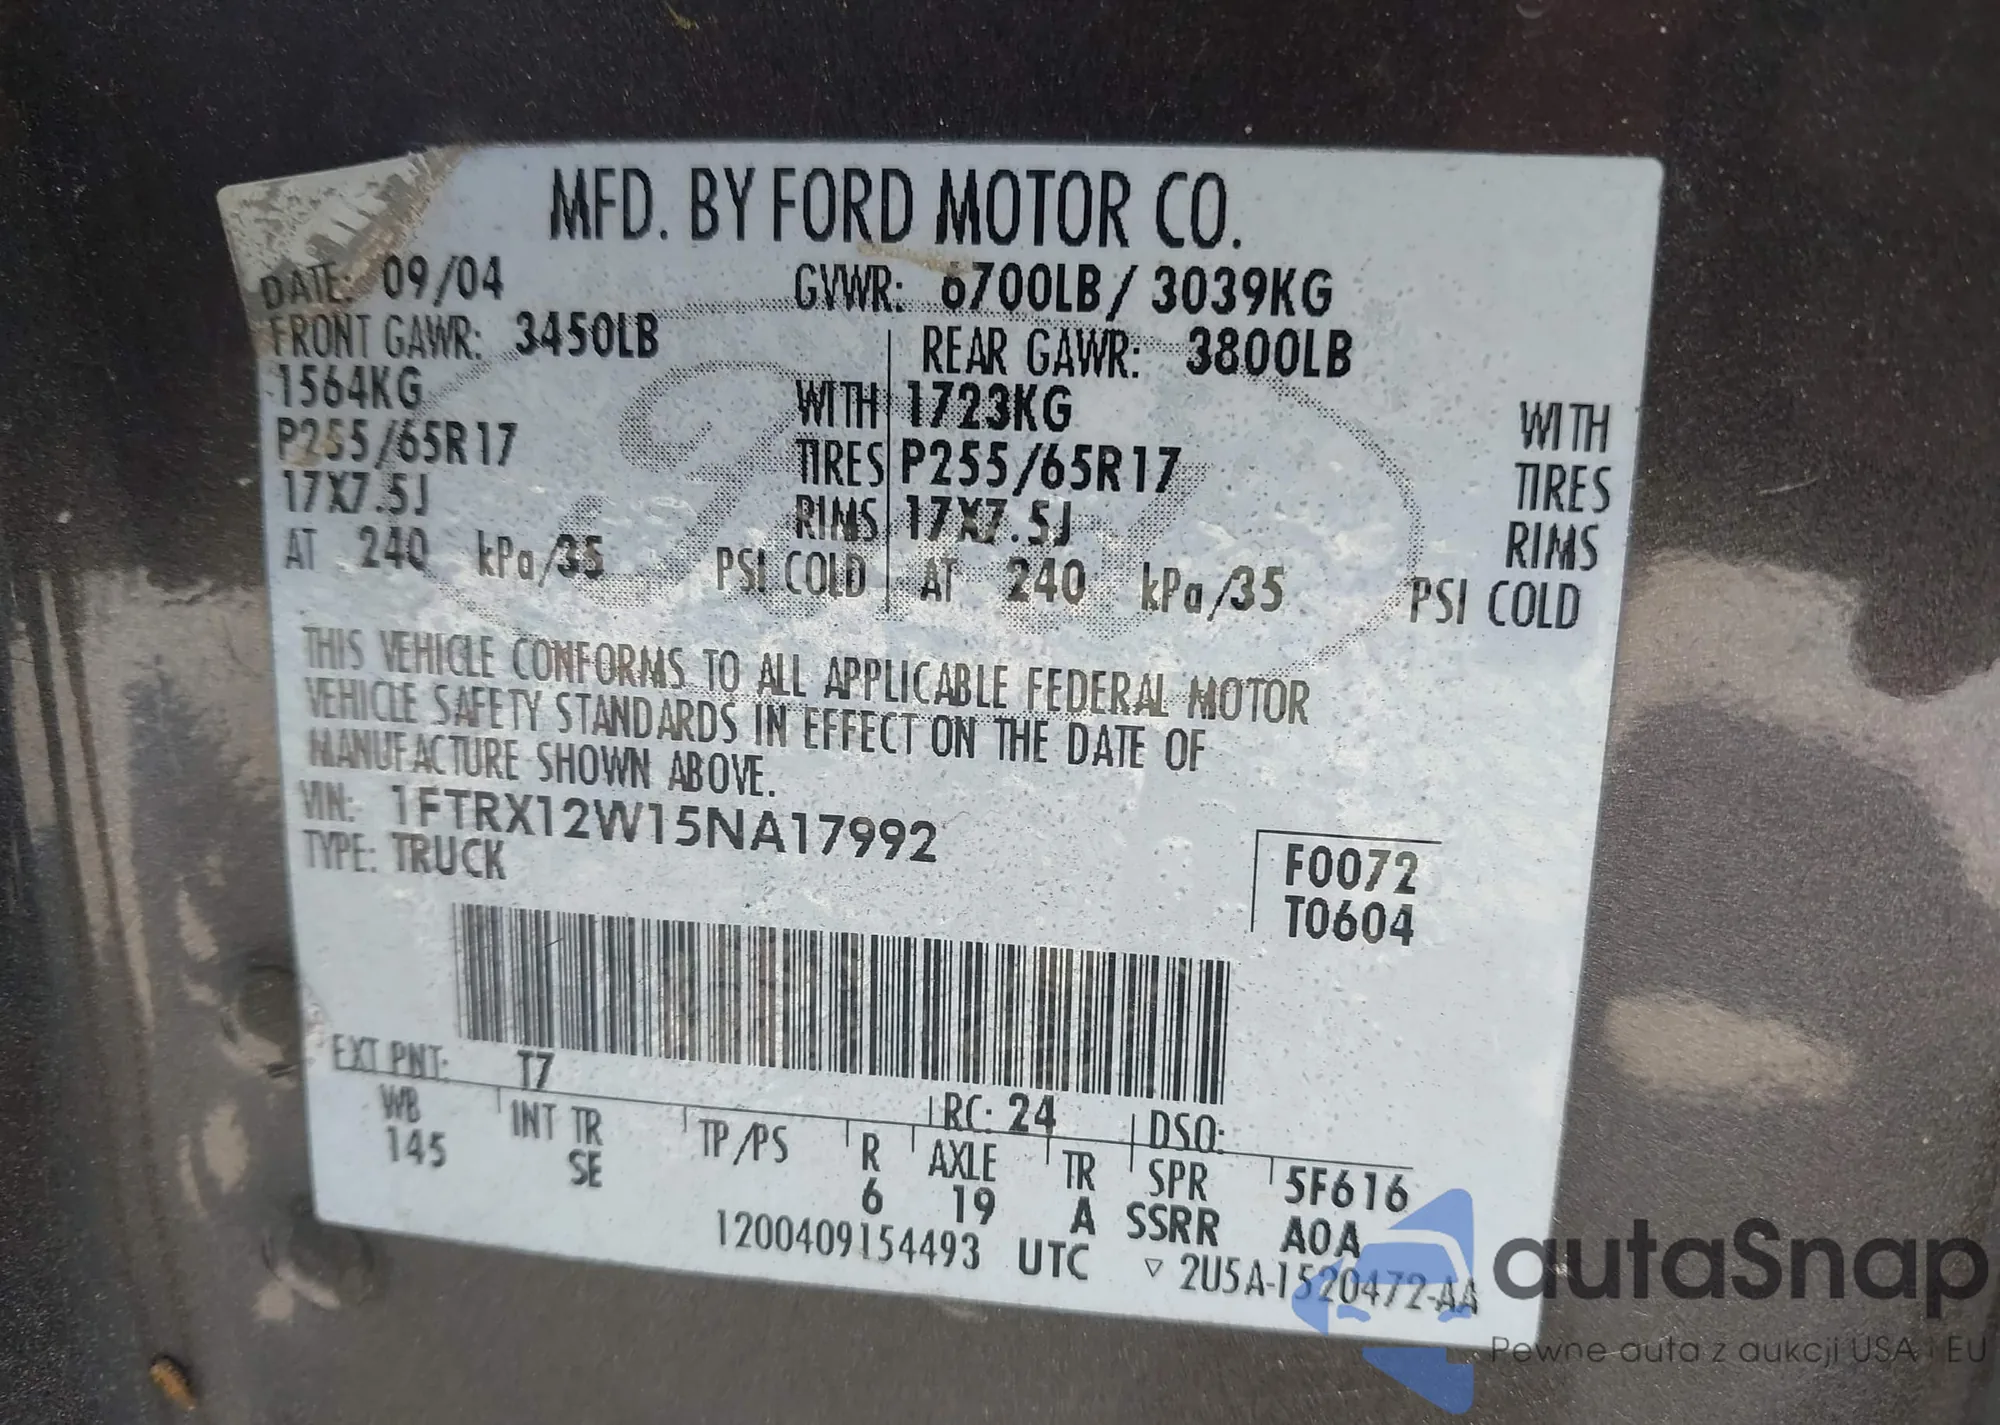 MFD. BY FORD MOTOR CO.
DATE: 09/04 GVWR: 6700LB/ 3039KG
FRONT GAWR: 3450LB REAR GAWR: 3800LB
1564KG WITH 1723KG WITH
P255/65R17 TIRES P255/65R17 TIRES
17X7.5J RIMS 17X7.5J RIMS
AT 240 kPa/35 PSI COLD AT 240 kPa/35 PSI COLD
THIS VEHICLE CONFORMS TO ALL APPLICABLE FEDERAL MOTOR
VEHICLE SAFETY STANDARDS IN EFFECT ON THE DATE OF
MANUFACTURE SHOWN ABOVE.
VIN: 1FTRX12W15NA17992
TYPE: TRUCK
F0072
T0604
EXT PNT: T7 RC: 24 DSO:
WB INT TR TP/PS R AXLE TR SPR 5F616
145 SE 6 19 A SSRR A0A
1200409154493 UTC ▽ 2U5A-1520472-AA
autaSnap
Pewne auta z aukcji USA i EU